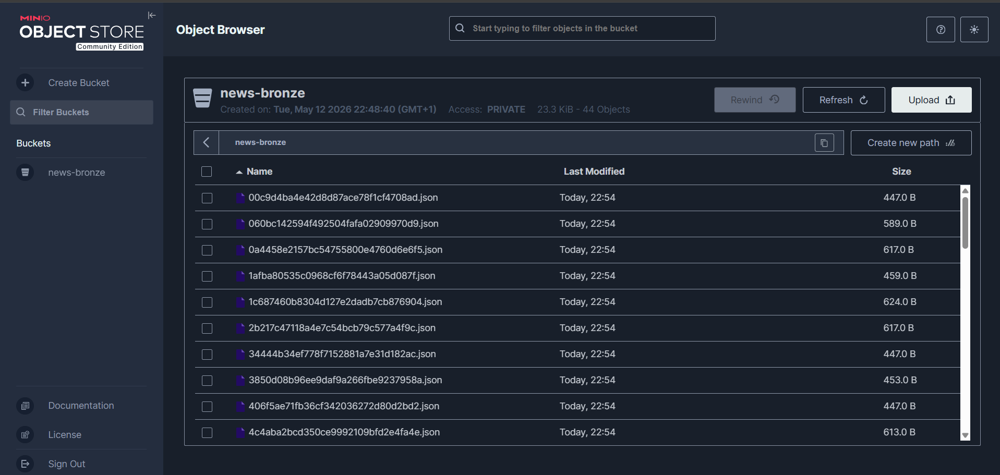 MINIO
OBJECT STORE
Community Edition
Create Bucket
Filter Buckets
Buckets
news-bronze
Documentation
License
Sign Out
Object Browser
Start typing to filter objects in the bucket
news-bronze
Created on: Tue, May 12 2026 22:48:40 (GMT+1) Access: PRIVATE 23.3 KiB - 44 Objects
Rewind
Refresh
Upload
news-bronze
Create new path
Name Last Modified Size
00c9d4ba4e42d8d87ace78f1cf4708ad.json Today, 22:54 447.0 B
060bc142594f492504fafa02909970d9.json Today, 22:54 589.0 B
0a4458e2157bc54755800e4760d6e6f5.json Today, 22:54 617.0 B
1afba80535c0968cf6f78443a05d087f.json Today, 22:54 459.0 B
1c687460b8304d127e2dadb7cb876904.json Today, 22:54 624.0 B
2b217c47118a4e7c54bcb79c577a4f9c.json Today, 22:54 617.0 B
34444b34ef778f7152881a7e31d182ac.json Today, 22:54 447.0 B
3850d08b96ee9daf9a266fbe9237958a.json Today, 22:54 453.0 B
406f5ae71fb36cf342036272d80d2bd2.json Today, 22:54 447.0 B
4c4aba2bcd350ce9992109bfd2e4fa4e.json Today, 22:54 613.0 B